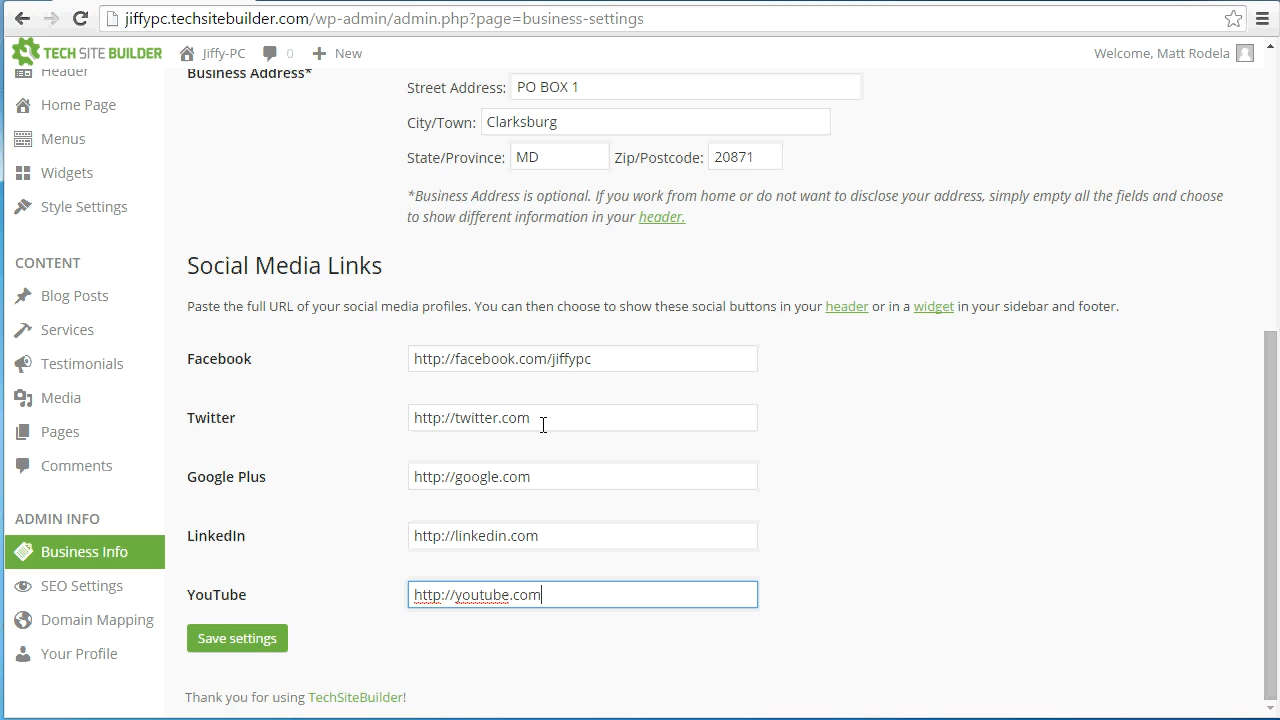 jiffypc.techsitebuilder.com/wp-admin/admin.php?page=business-settings
TECH SITE BUILDER Jiffy-PC 0 New Welcome, Matt Rodela
Header
Home Page
Menus
Widgets
Style Settings
CONTENT
Blog Posts
Services
Testimonials
Media
Pages
Comments
ADMIN INFO
Business Info
SEO Settings
Domain Mapping
Your Profile
Business Address*
Street Address: PO BOX 1
City/Town: Clarksburg
State/Province: MD Zip/Postcode: 20871
*Business Address is optional. If you work from home or do not want to disclose your address, simply empty all the fields and choose
to show different information in your header.
Social Media Links
Paste the full URL of your social media profiles. You can then choose to show these social buttons in your header or in a widget in your sidebar and footer.
Facebook http://facebook.com/jiffypc
Twitter http://twitter.com
Google Plus http://google.com
LinkedIn http://linkedin.com
YouTube http://youtube.com
Save settings
Thank you for using TechSiteBuilder!